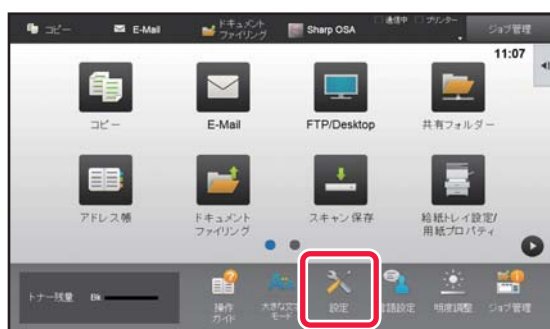 コピー
E-Mail
ドキュメント
ファイリング
Sharp OSA
通信中
プリンター
ジョブ管理
11:07
コピー
E-Mail
FTP/Desktop
共有フォルダー
アドレス帳
ドキュメント
ファイリング
スキャン保存
給紙トレイ設定/
用紙プロパティ
トナー残量
Bk
操作
ガイド
大きな文字
モード
設定
言語設定
明度調整
ジョブ管理